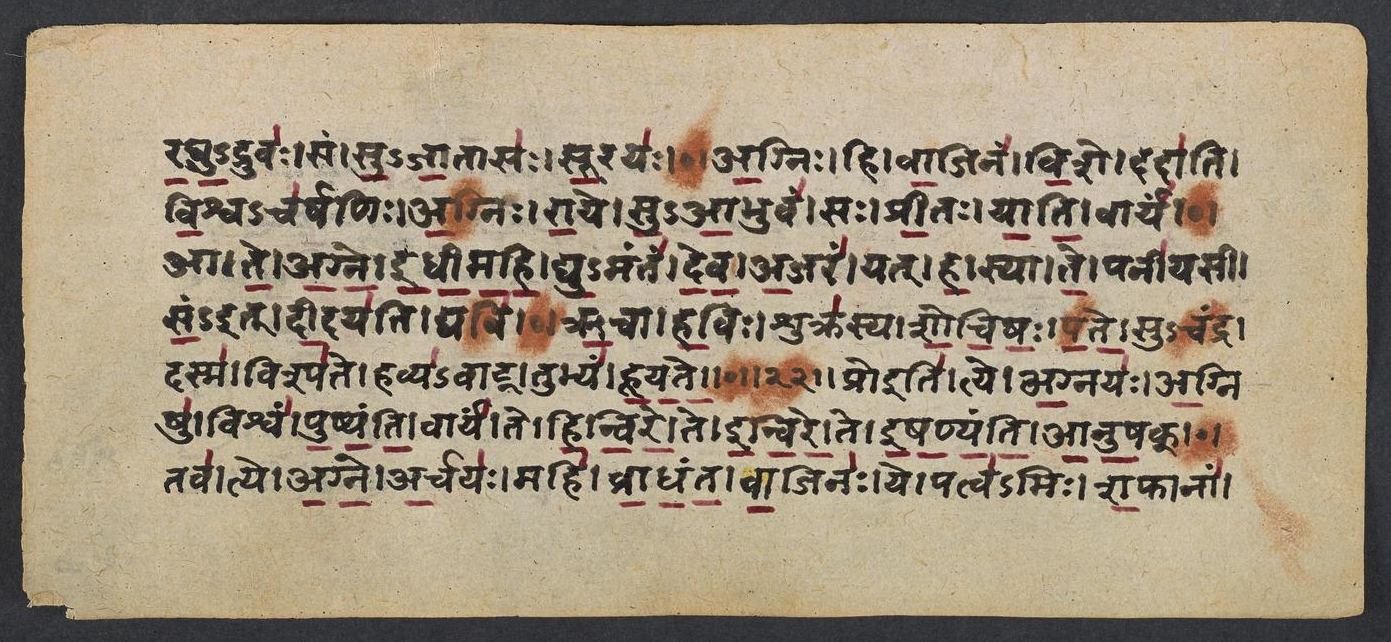 रघुऽद्रुवः।सं।सुऽजातासः।सूरयः।०।अग्निः।हि।वाजिनं।विशे।ददाति।
विश्वऽचर्षणिः।अग्निः।राये।सुऽआभुवं।सः।प्रीतः।याति।वार्यं।०।
आ।ते।अग्ने।इधीमहि।द्युऽमंतं।देव।अजरं।यत्।ह।स्या।ते।पनीयसी।
संऽइत्।दीदयति।द्यवि।०।ऋचा।हविः।शुक्रस्य।शोचिषः।पते।सुऽचंद्र।
दस्म।विश्पते।हव्यऽवाट्।तुभ्यं।हूयते॥०॥२२॥प्रोइति।त्ये।अग्नयः।अग्नि
षु।विश्वं।पुष्यंति।वार्यं।ते।हिन्विरे।ते।इन्विरे।ते।इषण्यंति।आनुषक्।०।
तव।त्ये।अग्ने।अर्चयः।महि।व्राधंत।वाजिनः।ये।पत्वऽभिः।शफानां।